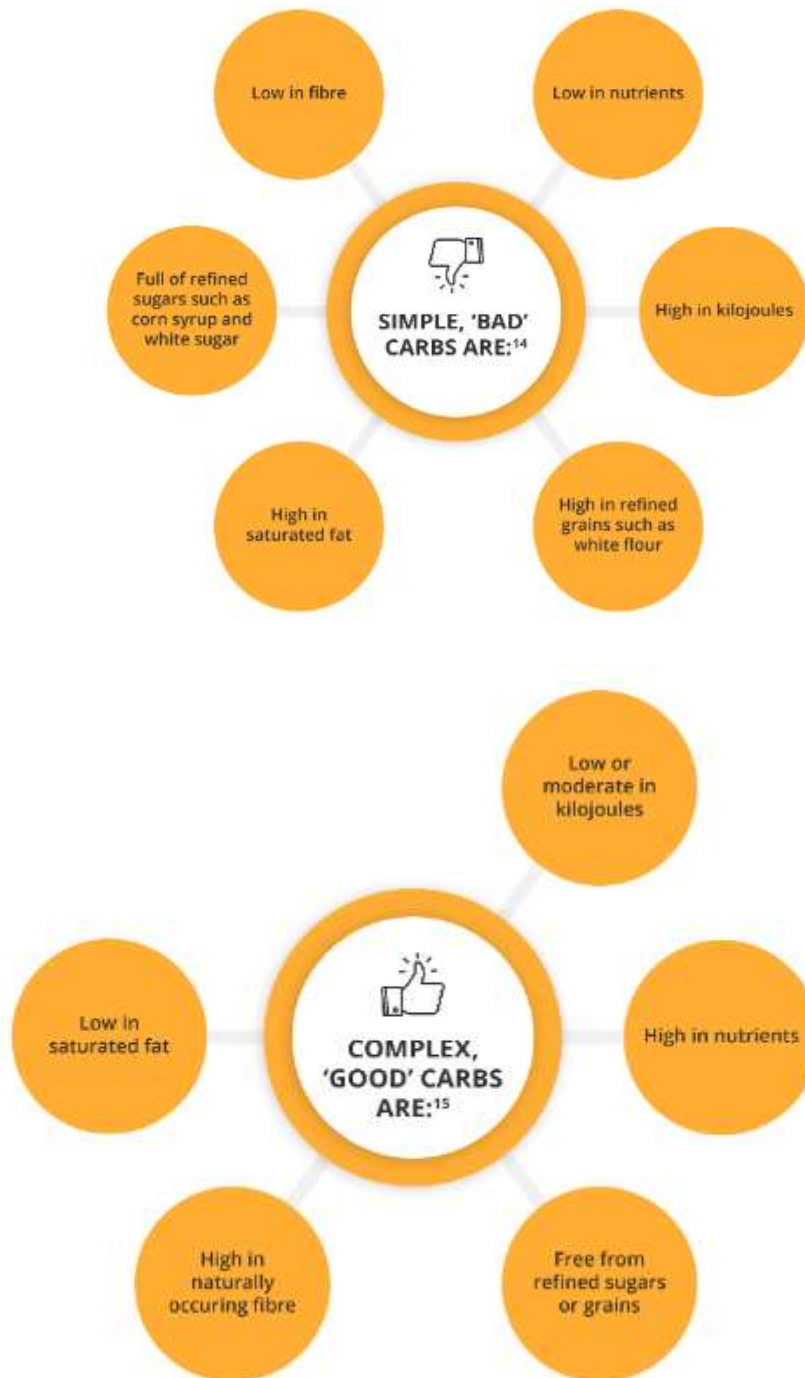 Low in fibre
Low in nutrients
Full of refined
sugars such as
corn syrup and
white sugar
SIMPLE, ‘BAD’
CARBS ARE:¹⁴
High in kilojoules
High in
saturated fat
High in refined
grains such as
white flour
Low or
moderate in
kilojoules
Low in
saturated fat
COMPLEX,
‘GOOD’ CARBS
ARE:¹⁵
High in nutrients
High in
naturally
occuring fibre
Free from
refined sugars
or grains